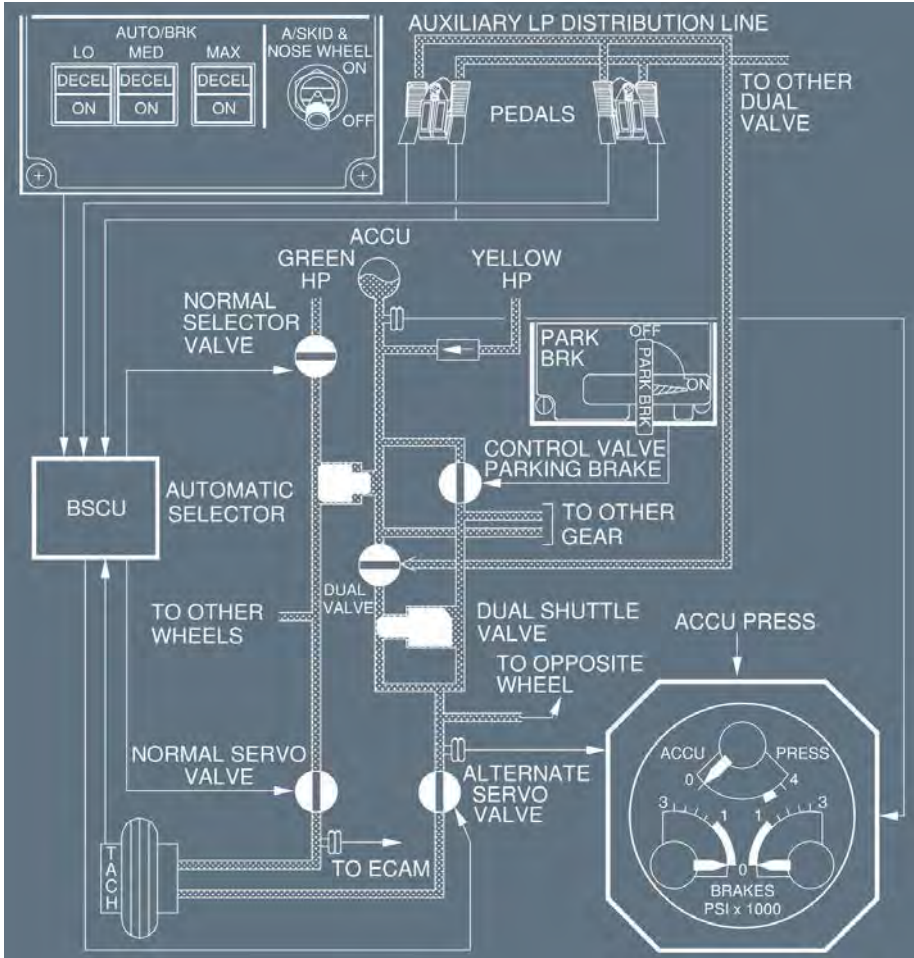 AUTO/BRK
LO MED MAX
DECEL DECEL DECEL
ON ON ON
A/SKID &
NOSE WHEEL
ON
OFF
AUXILIARY LP DISTRIBUTION LINE
PEDALS
TO OTHER
DUAL
VALVE
ACCU
GREEN
HP
YELLOW
HP
NORMAL
SELECTOR
VALVE
PARK
BRK
OFF
PARK BRK
ON
CONTROL VALVE
PARKING BRAKE
BSCU
AUTOMATIC
SELECTOR
TO OTHER
GEAR
DUAL
VALVE
TO OTHER
WHEELS
DUAL SHUTTLE
VALVE
TO OPPOSITE
WHEEL
ACCU PRESS
NORMAL SERVO
VALVE
ALTERNATE
SERVO
VALVE
TO ECAM
TACH
ACCU PRESS
0 4
3 1 1 3
0
BRAKES
PSI x 1000